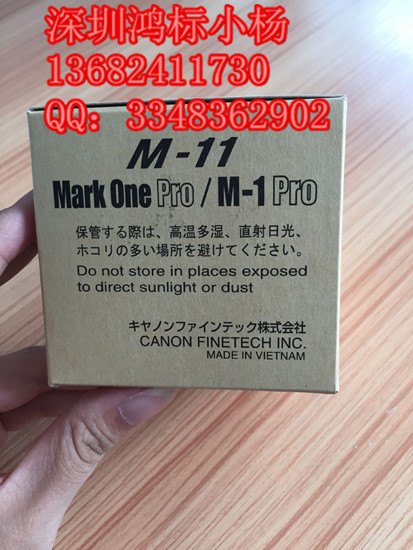 深圳鸿标小杨
13682411730
QQ：3348362902
M-11
Mark One Pro / M-1 Pro
保管する際は、高温多湿、直射日光、
ホコリの多い場所を避けてください。
Do not store in places exposed
to direct sunlight or dust
キヤノンファインテック株式会社
CANON FINETECH INC.
MADE IN VIETNAM